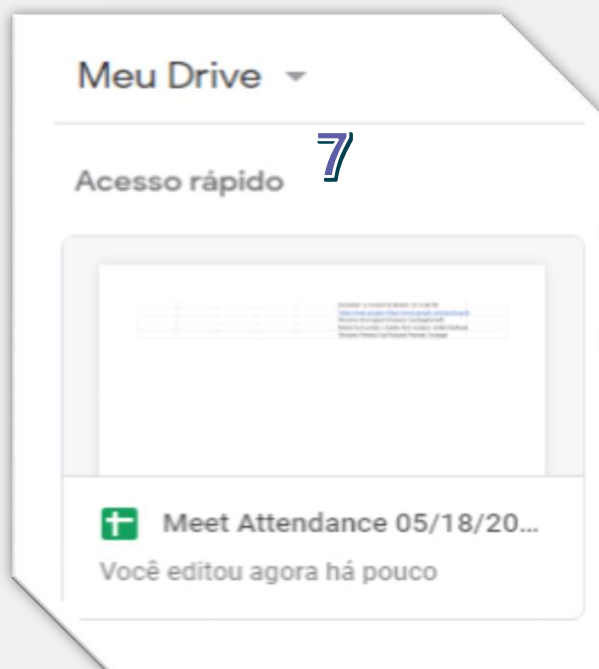 Meu Drive
7
Acesso rápido
Meet Attendance 05/18/20...
Você editou agora há pouco